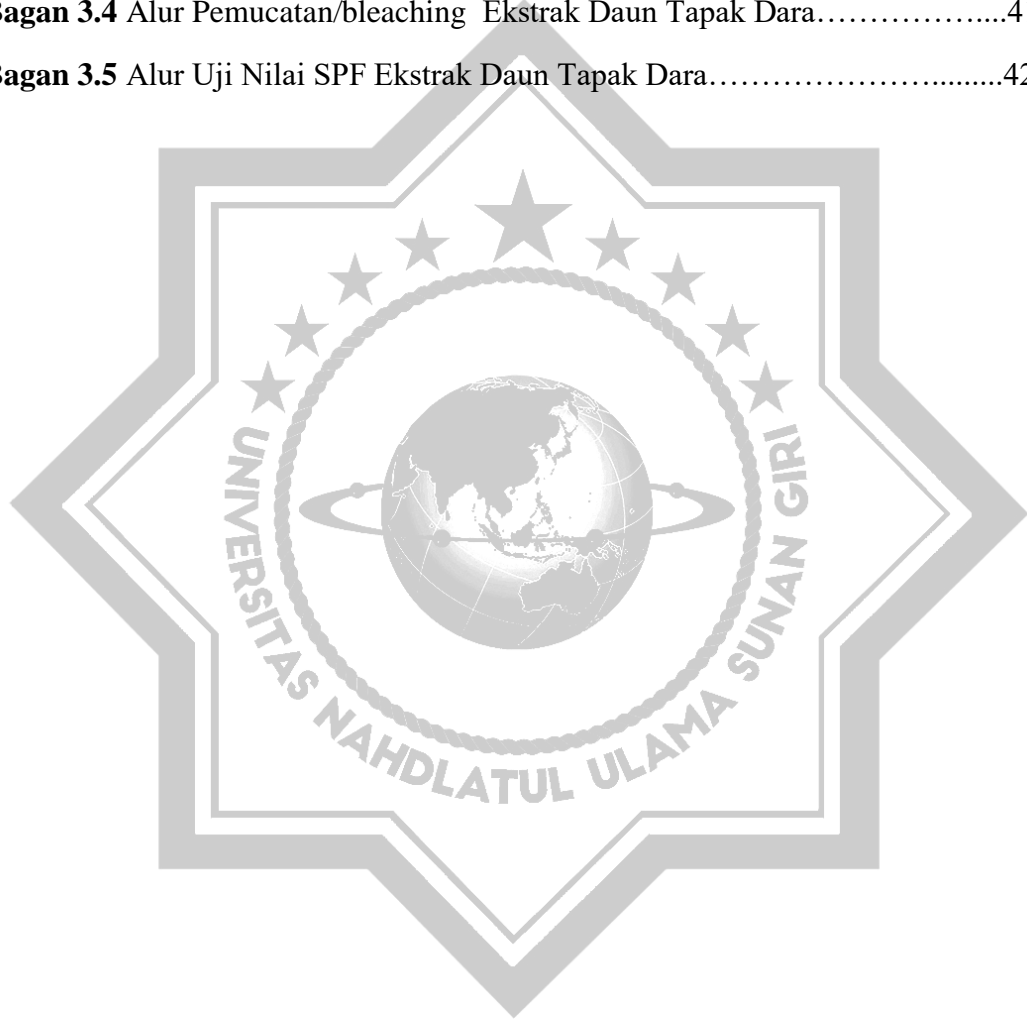 Bagan 3.4 Alur Pemucatan/bleaching Ekstrak Daun Tapak Dara……………....4
Bagan 3.5 Alur Uji Nilai SPF Ekstrak Daun Tapak Dara………………….........42
UNIVERSITAS NAHDLATUL ULAMA SUNAN GIRI